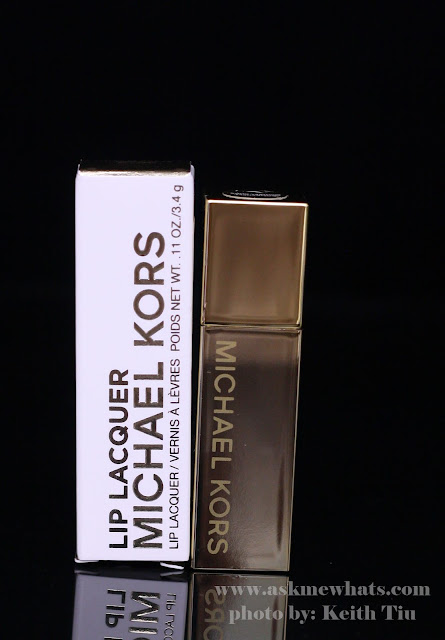 LIP LACQUER
MICHAEL KORS
LIP LACQUER / VERNIS À LÈVRES POIDS NET WT. .11 OZ./3.4 g
MICHAEL KORS
www.askmewhats.com
photo by: Keith Tiu